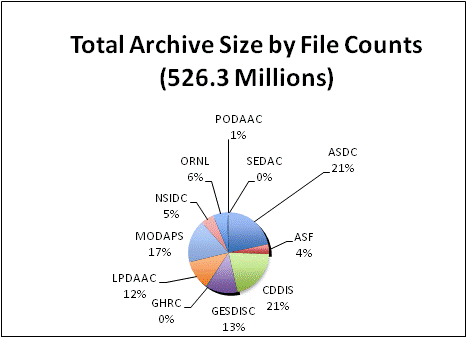 Total Archive Size by File Counts
(526.3 Millions)
PODAAC
1%
SEDAC
0%
ASDC
21%
ORNL
6%
NSIDC
5%
ASF
4%
MODAPS
17%
LPDAAC
12%
CDDIS
21%
GHRC
0%
GESDISC
13%